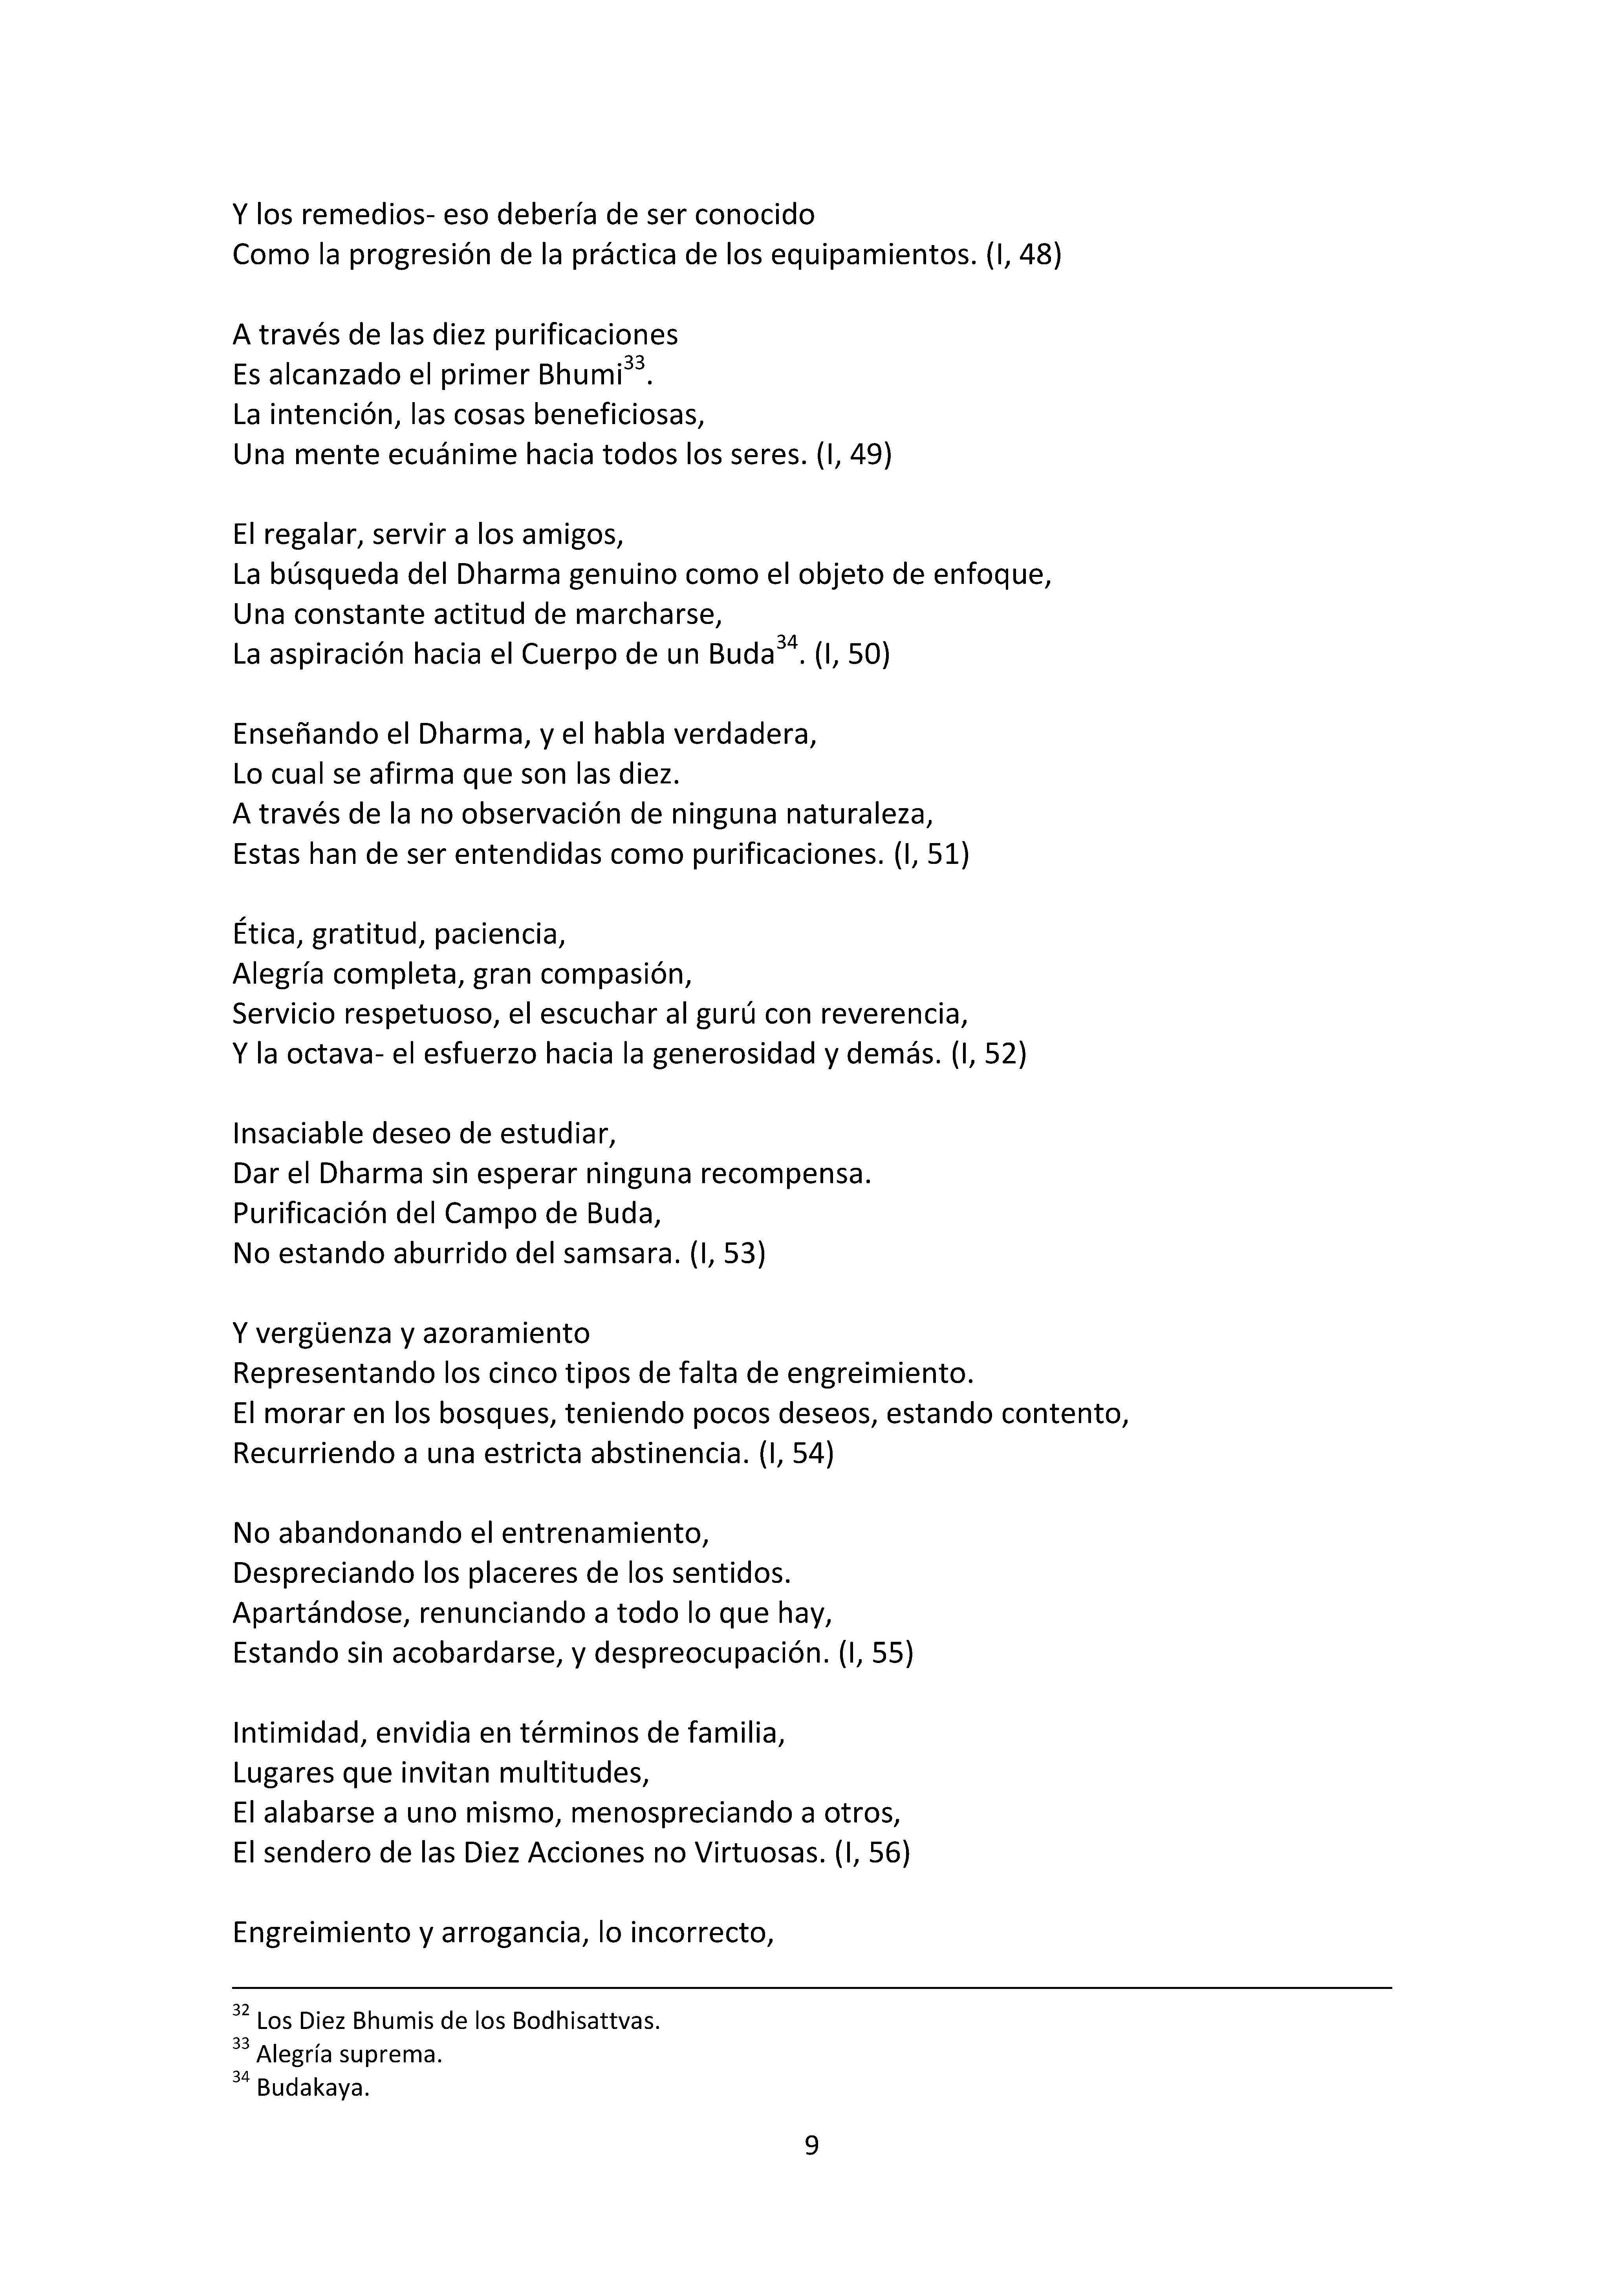 Y los remedios- eso debería de ser conocido
Como la progresión de la práctica de los equipamientos. (I, 48)
A través de las diez purificaciones
Es alcanzado el primer Bhumi33.
La intención, las cosas beneficiosas,
Una mente ecuánime hacia todos los seres. (I, 49)
El regalar, servir a los amigos,
La búsqueda del Dharma genuino como el objeto de enfoque,
Una constante actitud de marcharse,
La aspiración hacia el Cuerpo de un Buda34. (I, 50)
Enseñando el Dharma, y el habla verdadera,
Lo cual se afirma que son las diez.
A través de la no observación de ninguna naturaleza,
Estas han de ser entendidas como purificaciones. (I, 51)
Ética, gratitud, paciencia,
Alegría completa, gran compasión,
Servicio respetuoso, el escuchar al gurú con reverencia,
Y la octava- el esfuerzo hacia la generosidad y demás. (I, 52)
Insaciable deseo de estudiar,
Dar el Dharma sin esperar ninguna recompensa.
Purificación del Campo de Buda,
No estando aburrido del samsara. (I, 53)
Y vergüenza y azoramiento
Representando los cinco tipos de falta de engreimiento.
El morar en los bosques, teniendo pocos deseos, estando contento,
Recurriendo a una estricta abstinencia. (I, 54)
No abandonando el entrenamiento,
Despreciando los placeres de los sentidos.
Apartándose, renunciando a todo lo que hay,
Estando sin acobardarse, y despreocupación. (I, 55)
Intimidad, envidia en términos de familia,
Lugares que invitan multitudes,
El alabarse a uno mismo, menospreciando a otros,
El sendero de las Diez Acciones no Virtuosas. (I, 56)
Engreimiento y arrogancia, lo incorrecto,
32 Los Diez Bhumis de los Bodhisattvas.
33 Alegría suprema.
34 Budakaya.
9